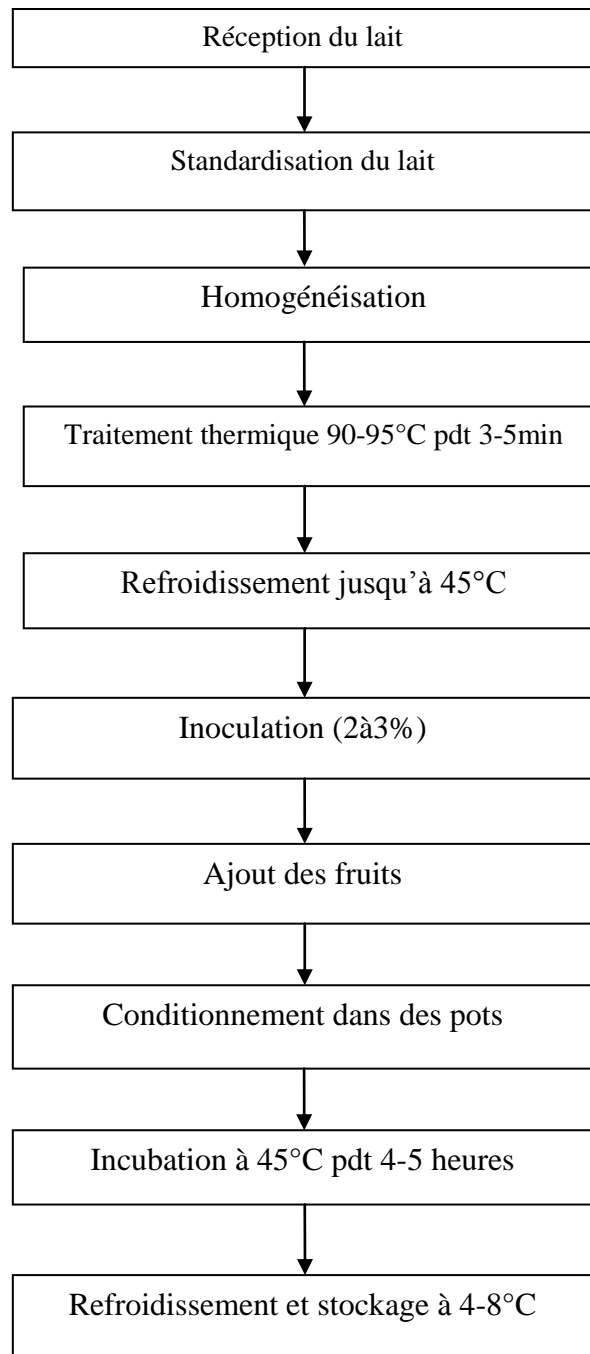 Réception du lait
Standardisation du lait
Homogénéisation
Traitement thermique 90-95°C pdt 3-5min
Refroidissement jusqu’à 45°C
Inoculation (2à3%)
Ajout des fruits
Conditionnement dans des pots
Incubation à 45°C pdt 4-5 heures
Refroidissement et stockage à 4-8°C